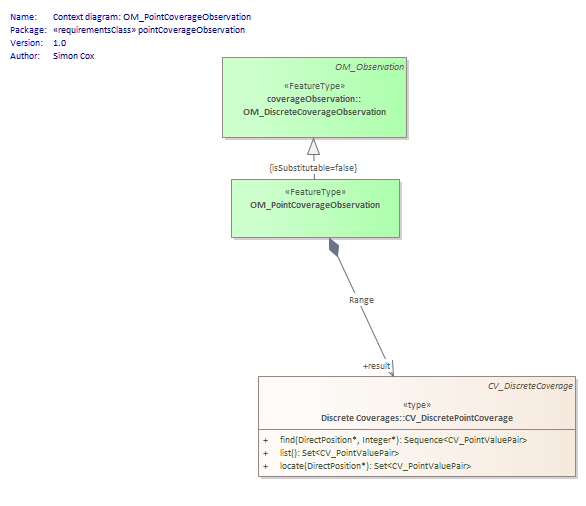 Name: Context diagram: OM_PointCoverageObservation
Package: «requirementsClass» pointCoverageObservation
Version: 1.0
Author: Simon Cox
OM_Observation
«FeatureType»
coverageObservation::
OM_DiscreteCoverageObservation
{isSubstitutable=false}
«FeatureType»
OM_PointCoverageObservation
Range
+result
CV_DiscreteCoverage
«type»
Discrete Coverages::CV_DiscretePointCoverage
+ find(DirectPosition*, Integer*): Sequence<CV_PointValuePair>
+ list(): Set<CV_PointValuePair>
+ locate(DirectPosition*): Set<CV_PointValuePair>